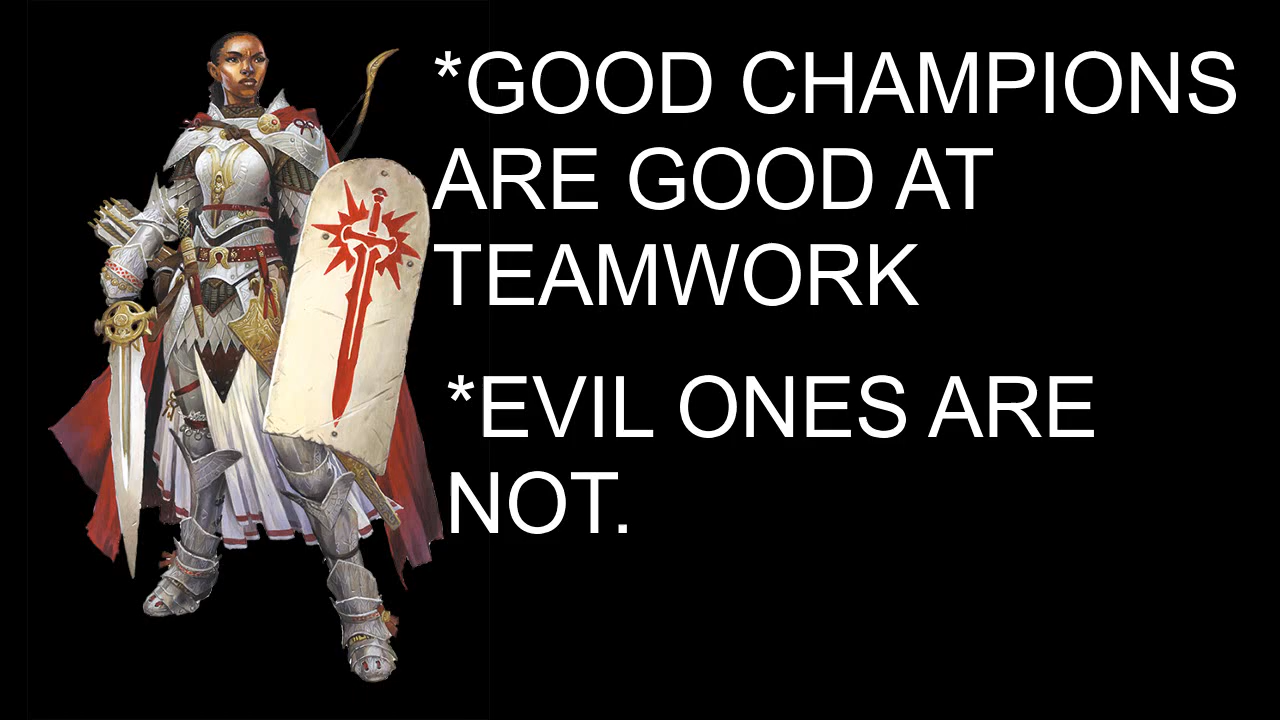 *GOOD CHAMPIONS
ARE GOOD AT
TEAMWORK
*EVIL ONES ARE
NOT.